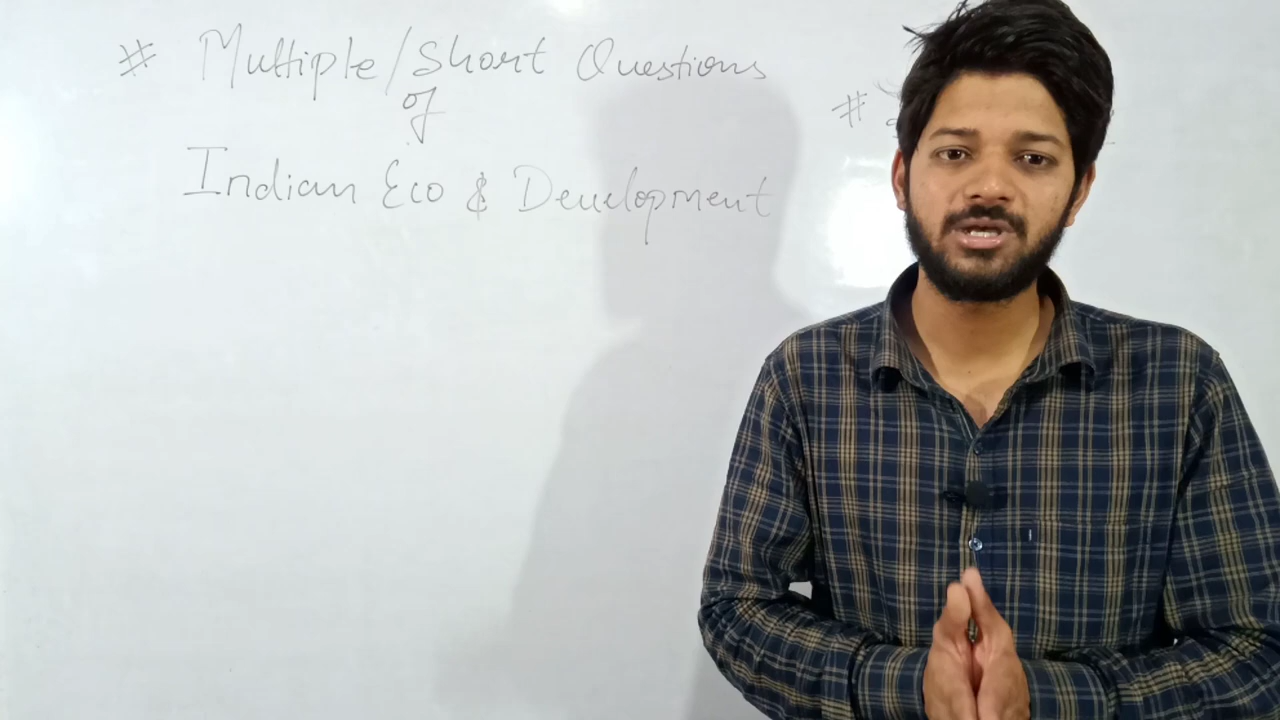 # Multiple/Short Questions
of
Indian Eco & Development
#